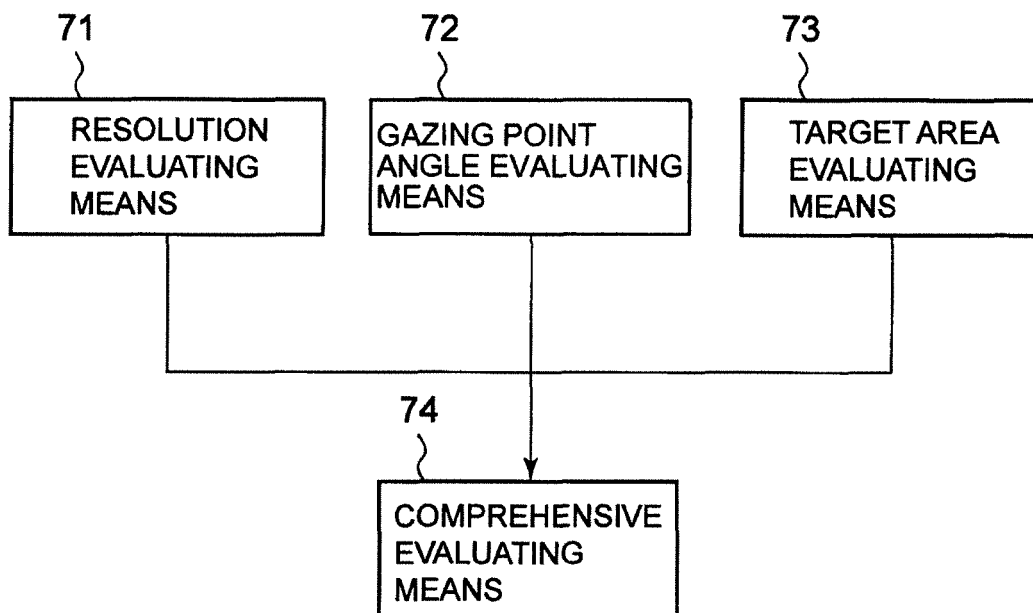 71
RESOLUTION
EVALUATING
MEANS
72
GAZING POINT
ANGLE EVALUATING
MEANS
73
TARGET AREA
EVALUATING
MEANS
74
COMPREHENSIVE
EVALUATING
MEANS